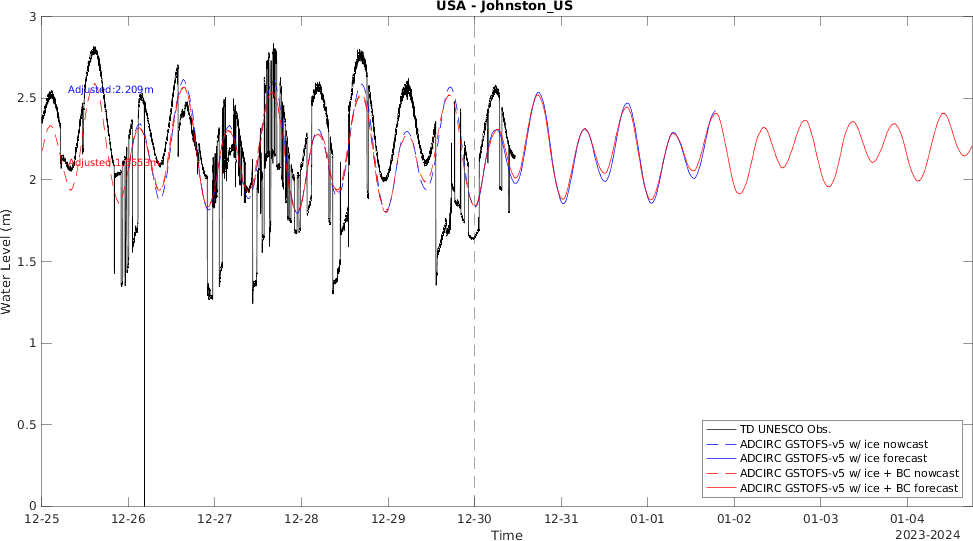 USA - Johnston_US
3
2.5
2
1.5
1
0.5
0
Water Level (m)
Adjusted:2.209m
12-25
12-26
12-27
12-28
12-29
12-30
12-31
01-01
01-02
01-03
01-04
Time
2023-2024
TD UNESCO Obs.
ADCIRC GSTOFS-v5 w/ ice nowcast
ADCIRC GSTOFS-v5 w/ ice forecast
ADCIRC GSTOFS-v5 w/ ice + BC nowcast
ADCIRC GSTOFS-v5 w/ ice + BC forecast